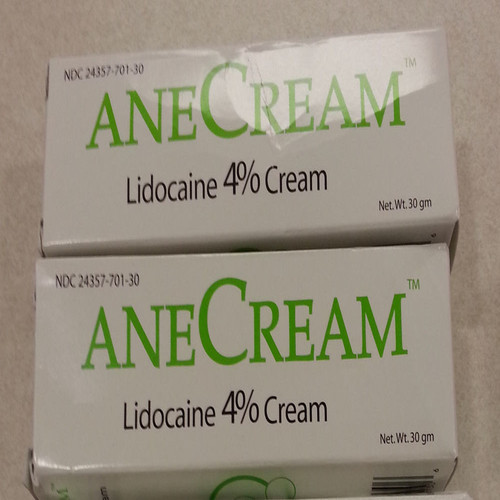 NDC 24357-701-30
ANECREAM™
Lidocaine 4% Cream
Net. Wt. 30 gm
NDC 24357-701-30
ANECREAM™
Lidocaine 4% Cream
Net. Wt. 30 gm